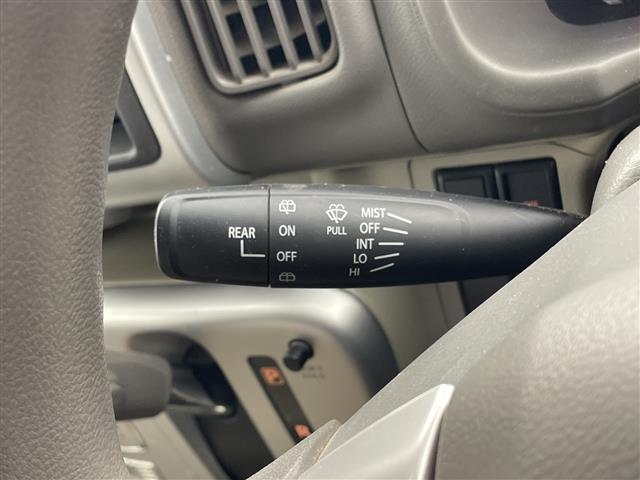 REAR
ON
OFF
PULL
MIST
OFF
INT
LO
HI
P